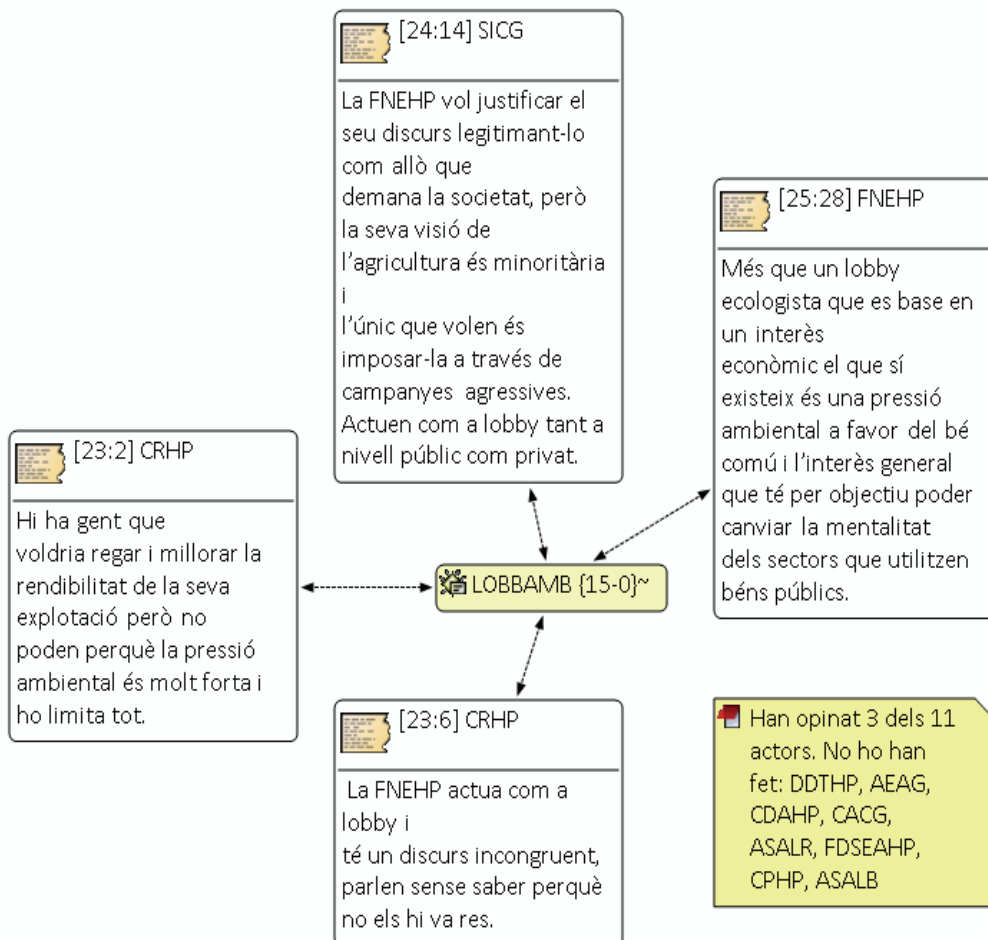 [24:14] SICG
La FNEHP vol justificar el
seu discurs legitimant-lo
com allò que
demana la societat, però
la seva visió de
l'agricultura és minoritària
i
l'únic que volen és
imposar-la a través de
campanyes agressives.
Actuen com a lobby tant a
nivell públic com privat.
[25:28] FNEHP
Més que un lobby
ecologista que es base en
un interès
econòmic el que sí
existeix és una pressió
ambiental a favor del bé
comú i l'interès general
que té per objectiu poder
canviar la mentalitat
dels sectors que utilitzen
béns públics.
[23:2] CRHP
Hi ha gent que
voldria regar i millorar la
rendibilitat de la seva
explotació però no
poden perquè la pressió
ambiental és molt forta i
ho limita tot.
LOBBAMB {15-0}~
[23:6] CRHP
La FNEHP actua com a
lobby i
té un discurs incongruent,
parlen sense saber perquè
no els hi va res.
Han opinat 3 dels 11
actors. No ho han
fet: DDTHP, AEAG,
CDAHP, CACG,
ASALR, FDSEAHP,
CPHP, ASALB